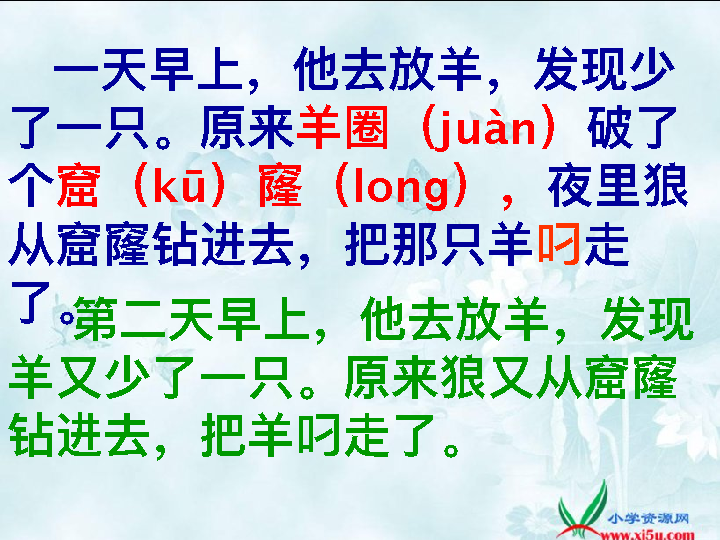 一天早上，他去放羊，发现少
了一只。原来羊圈（juàn）破了
个窟（kū）窿（long），夜里狼
从窟窿钻进去，把那只羊叼走
了。
第二天早上，他去放羊，发现
羊又少了一只。原来狼又从窟窿
钻进去，把羊叼走了。
小学资源网
www.xj5u.com